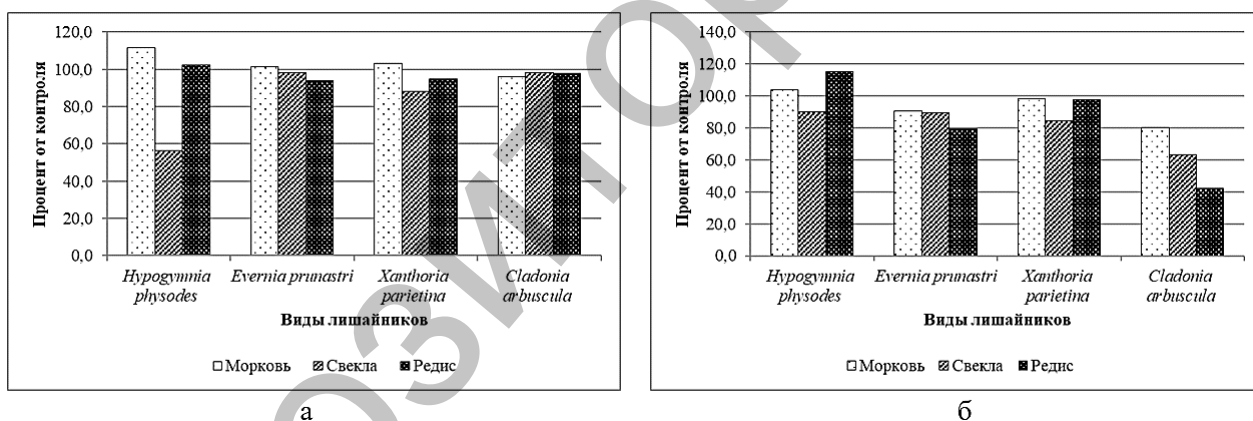 120,0
100,0
80,0
60,0
40,0
20,0
0,0
Процент от контроля
Hypogymnia physodes
Evernia prunastri
Xanthoria parietina
Cladonia arbuscula
Виды лишайников
Морковь Свекла Редис
а
140,0
120,0
100,0
80,0
60,0
40,0
20,0
0,0
Процент от контроля
Hypogymnia physodes
Evernia prunastri
Xanthoria parietina
Cladonia arbuscula
Виды лишайников
Морковь Свекла Редис
б